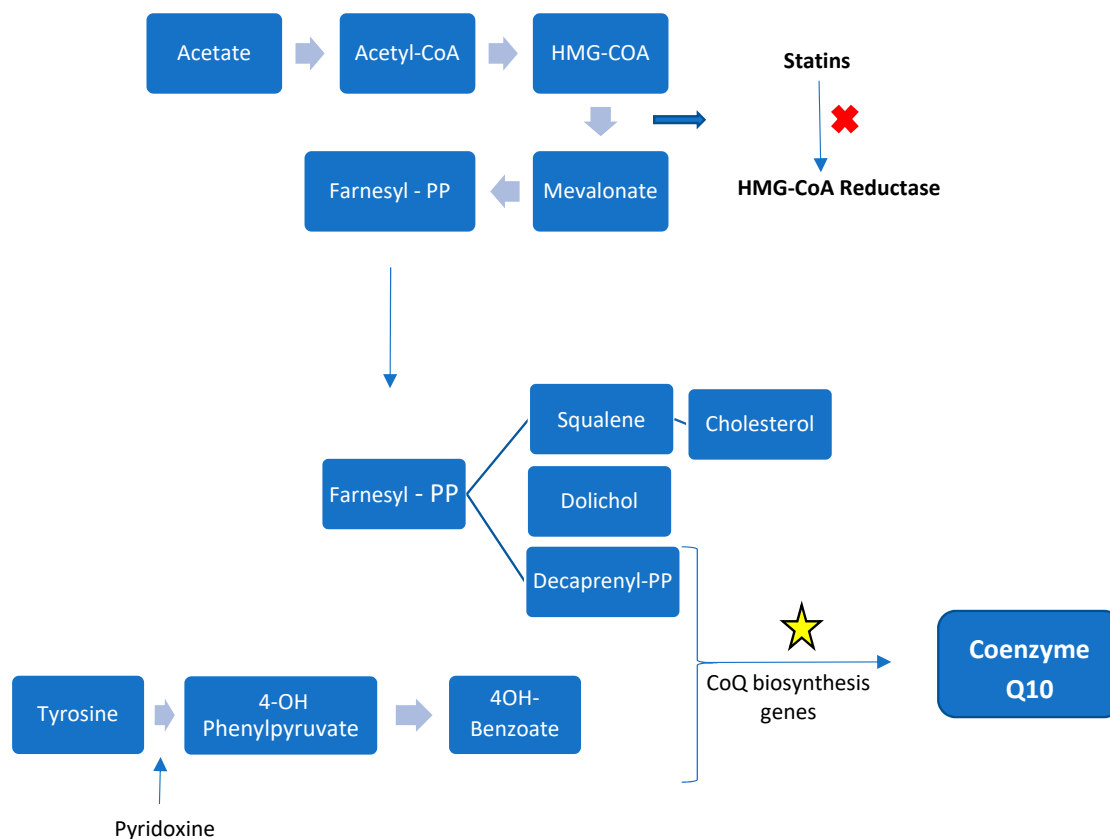 Acetate
Acetyl-CoA
HMG-COA
Statins
Farnesyl - PP
Mevalonate
HMG-CoA Reductase
Squalene
Cholesterol
Farnesyl - PP
Dolichol
Decaprenyl-PP
Coenzyme
Q10
CoQ biosynthesis
genes
Tyrosine
4-OH
Phenylpyruvate
4OH-
Benzoate
Pyridoxine